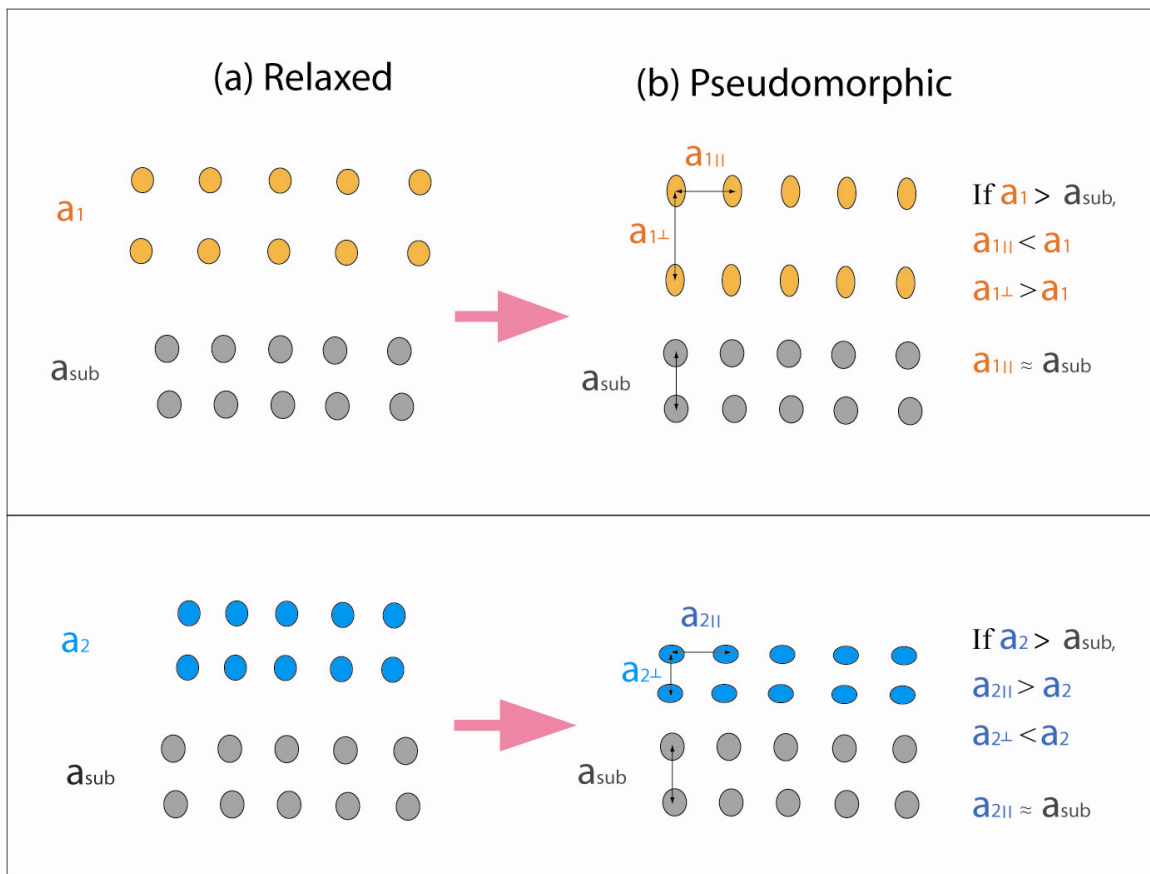 (a) Relaxed
(b) Pseudomorphic
a1
asub
a1||
a1⊥
asub
If a1 > asub,
a1|| < a1
a1⊥ > a1
a1|| ≈ asub
a2
asub
a2||
a2⊥
asub
If a2 > asub,
a2|| > a2
a2⊥ < a2
a2|| ≈ asub